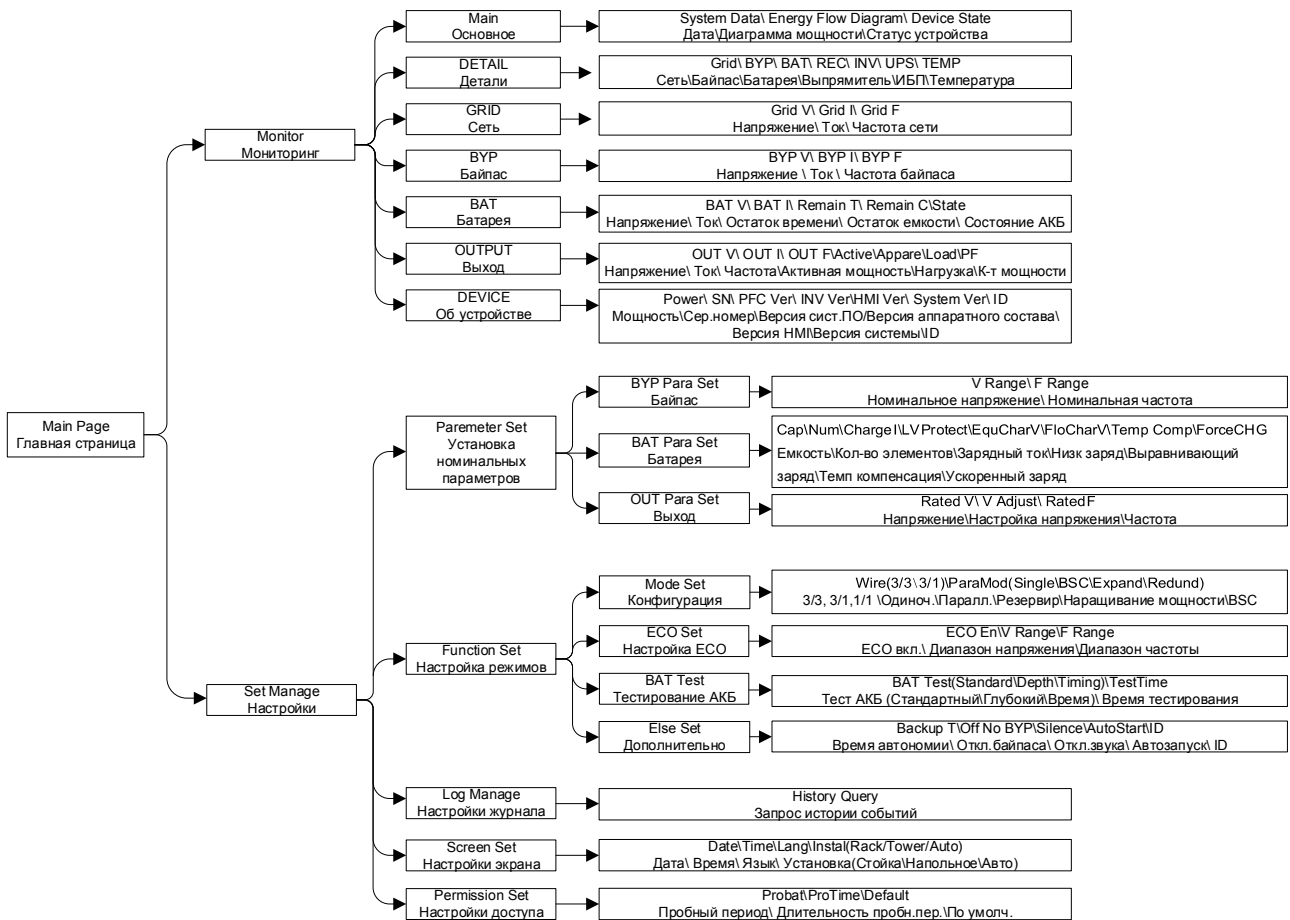 Main Page
Главная страница
Monitor
Мониторинг
Main
Основное
System Data\ Energy Flow Diagram\ Device State
Дата\Диаграмма мощности\Статус устройства
DETAIL
Детали
Grid\ BYP\ BAT\ REC\ INV\ UPS\ TEMP
Сеть\Байпас\Батарея\Выпрямитель\ИБП\Температура
GRID
Сеть
Grid V\ Grid I\ Grid F
Напряжение\ Ток\ Частота сети
BYP
Байпас
BYP V\ BYP I\ BYP F
Напряжение \ Ток \ Частота байпаса
BAT
Батарея
BAT V\ BAT I\ Remain T\ Remain C\State
Напряжение\ Ток\ Остаток времени\ Остаток емкости\ Состояние АКБ
OUTPUT
Выход
OUT V\ OUT I\ OUT F\Active\Appare\Load\PF
Напряжение\ Ток\ Частота\Активная мощность\Нагрузка\К-т мощности
DEVICE
Об устройстве
Power\ SN\ PFC Ver\ INV Ver\HMI Ver\ System Ver\ ID
Мощность\Сер.номер\Версия сист.ПО/Версия аппаратного состава\
Версия HMI\Версия системы\ID
Set Manage
Настройки
Paremeter Set
Установка
номинальных
параметров
BYP Para Set
Байпас
V Range\ F Range
Номинальное напряжение\ Номинальная частота
BAT Para Set
Батарея
Cap\Num\Charge I\LV Protect\EquCharV\FloCharV\Temp Comp\ForceCHG
Емкость\Кол-во элементов\Зарядный ток\Низк заряд\Выравнивающий
заряд\Темп компенсация\Ускоренный заряд
OUT Para Set
Выход
Rated V\ V Adjust\ Rated F
Напряжение\Настройка напряжения\Частота
Function Set
Настройка режимов
Mode Set
Конфигурация
Wire(3/3\3/1)\ParaMod(Single\BSC\Expand\Redund)
3/3, 3/1,1/1 \Одиноч.\Паралл.\Резервир\Наращивание мощности\BSC
ECO Set
Настройка ECO
ECO En\V Range\F Range
ECO вкл.\ Диапазон напряжения\Диапазон частоты
BAT Test
Тестирование АКБ
BAT Test(Standard\Depth\Timing)\TestTime
Тест АКБ (Стандартный\Глубокий\Время)\ Время тестирования
Else Set
Дополнительно
Backup T\Off No BYP\Silence\AutoStart\ID
Время автономии\ Откл.байпаса\ Откл.звука\ Автозапуск\ ID
Log Manage
Настройки журнала
History Query
Запрос истории событий
Screen Set
Настройки экрана
Date\Time\Lang\Instal(Rack/Tower/Auto)
Дата\ Время\ Язык\ Установка(Стойка\Напольное\Авто)
Permission Set
Настройки доступа
Probat\ProTime\Default
Пробный период\ Длительность пробн.пер.\По умолч.